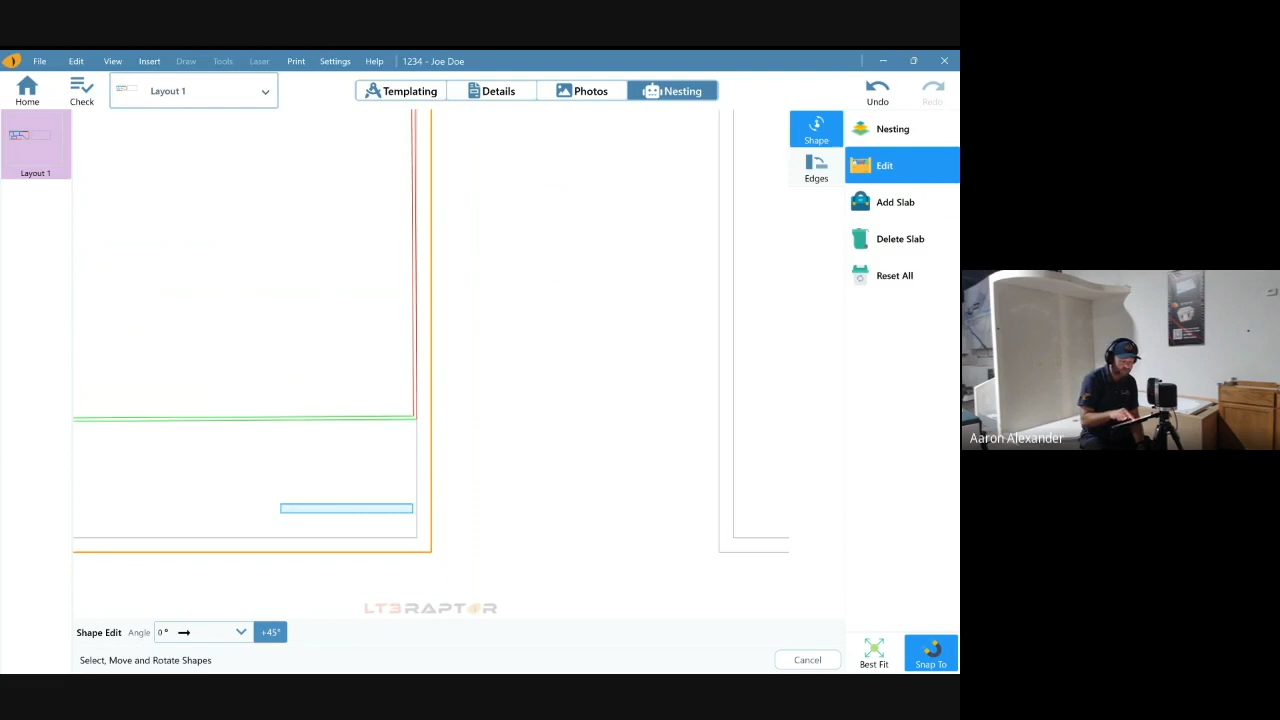 File Edit View Insert Draw Tools Laser Print Settings Help 1234 - Joe Doe
Home Check Layout 1 Templating Details Photos Nesting Undo Redo
Layout 1
Shape
Edges
Nesting
Edit
Add Slab
Delete Slab
Reset All
LT3RAPTOR
Shape Edit Angle 0° +45°
Select, Move and Rotate Shapes
Cancel
Best Fit
Snap To
Aaron Alexander